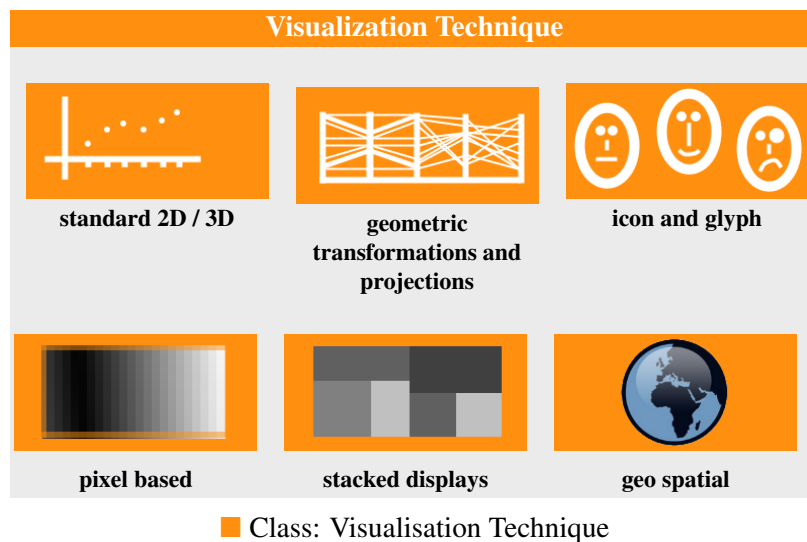 Visualization Technique
standard 2D / 3D
geometric
transformations and
projections
icon and glyph
pixel based
stacked displays
geo spatial
Class: Visualisation Technique